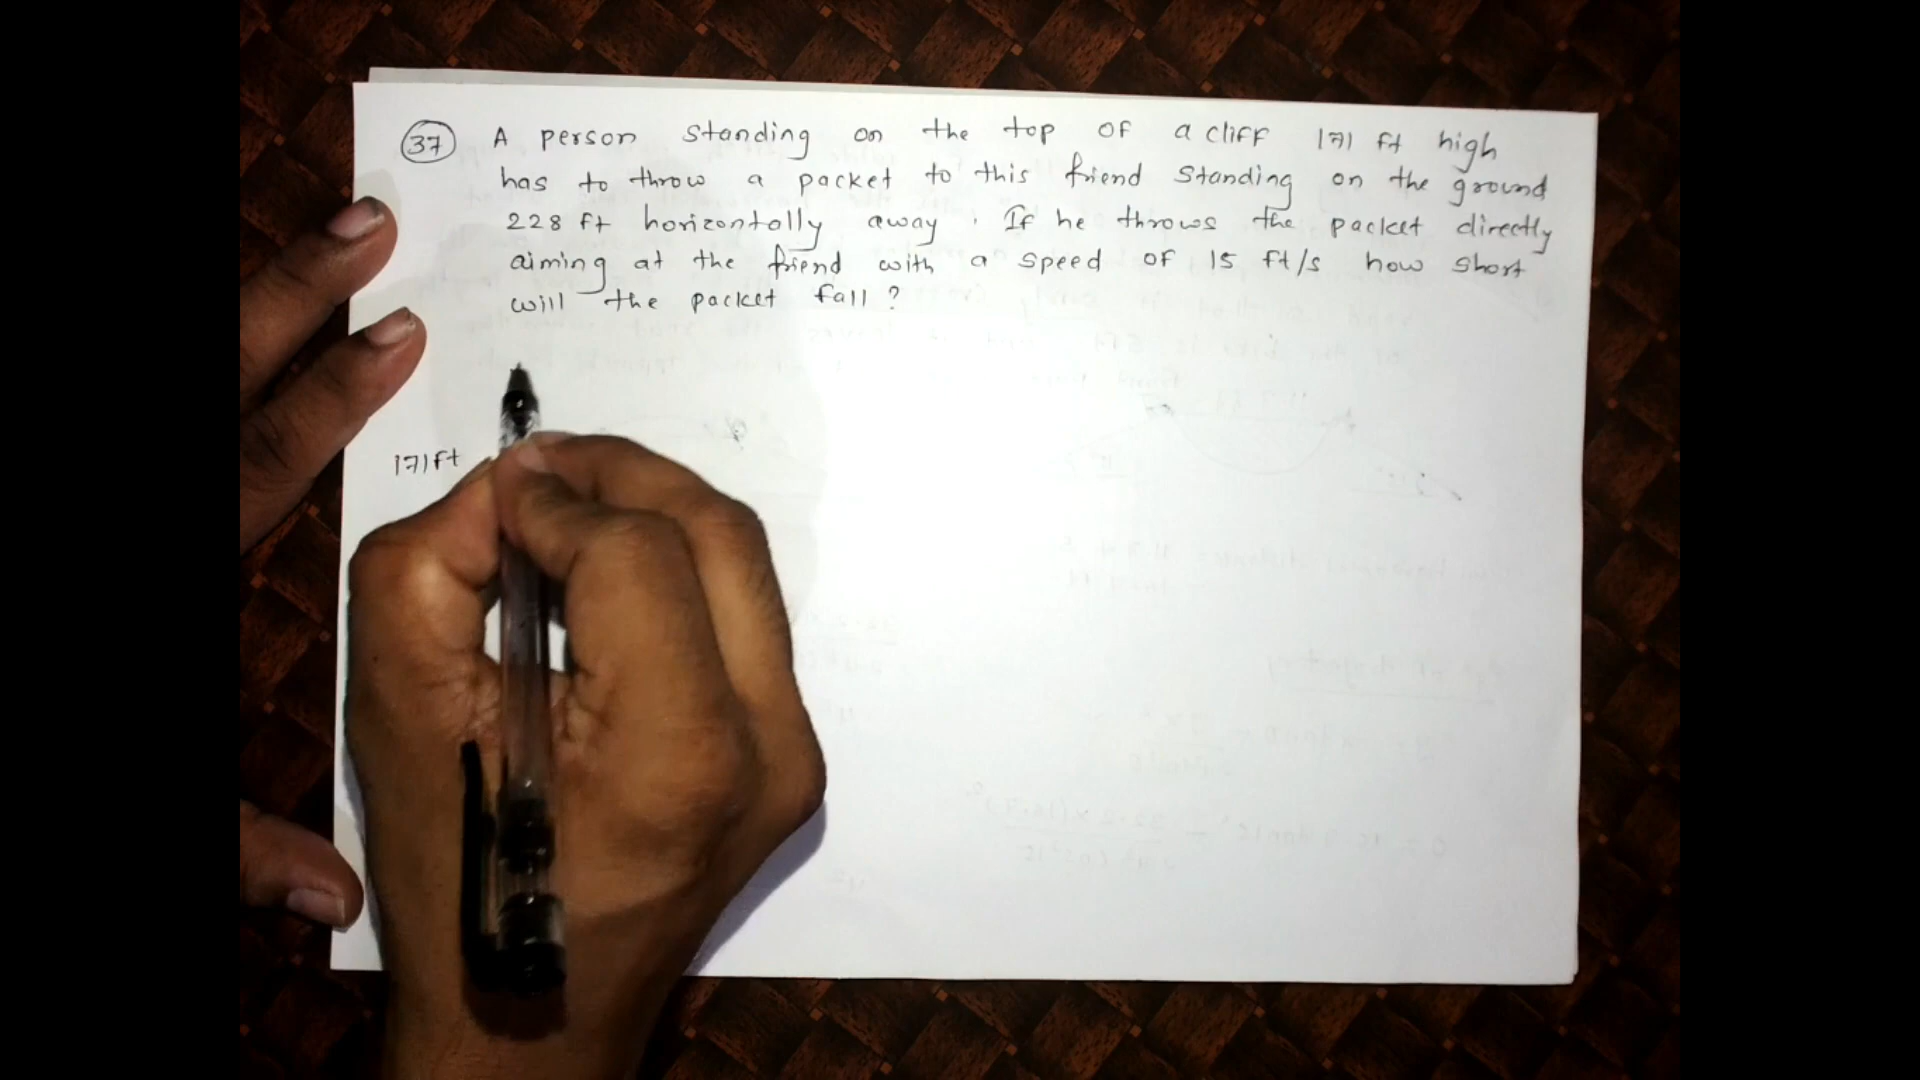 37 A person standing on the top of a cliff 171 ft high
has to throw a packet to this friend standing on the ground
228 ft horizontolly away. If he throws the packet directly
aiming at the friend with a speed of 15 ft/s how short
will the packet fall?
171ft